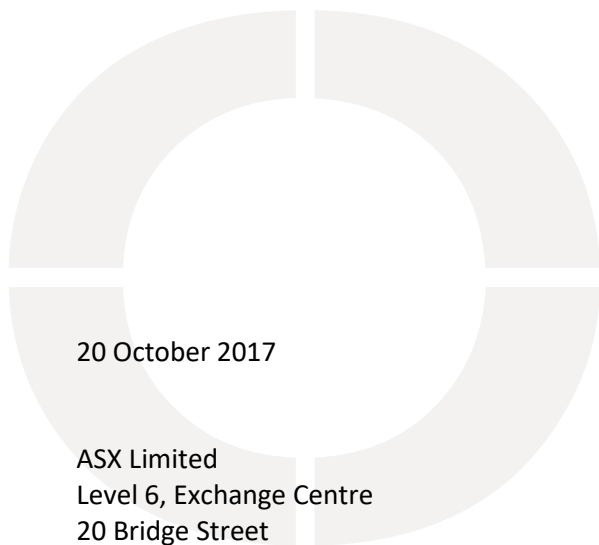 20 October 2017
ASX Limited
Level 6, Exchange Centre
20 Bridge Street